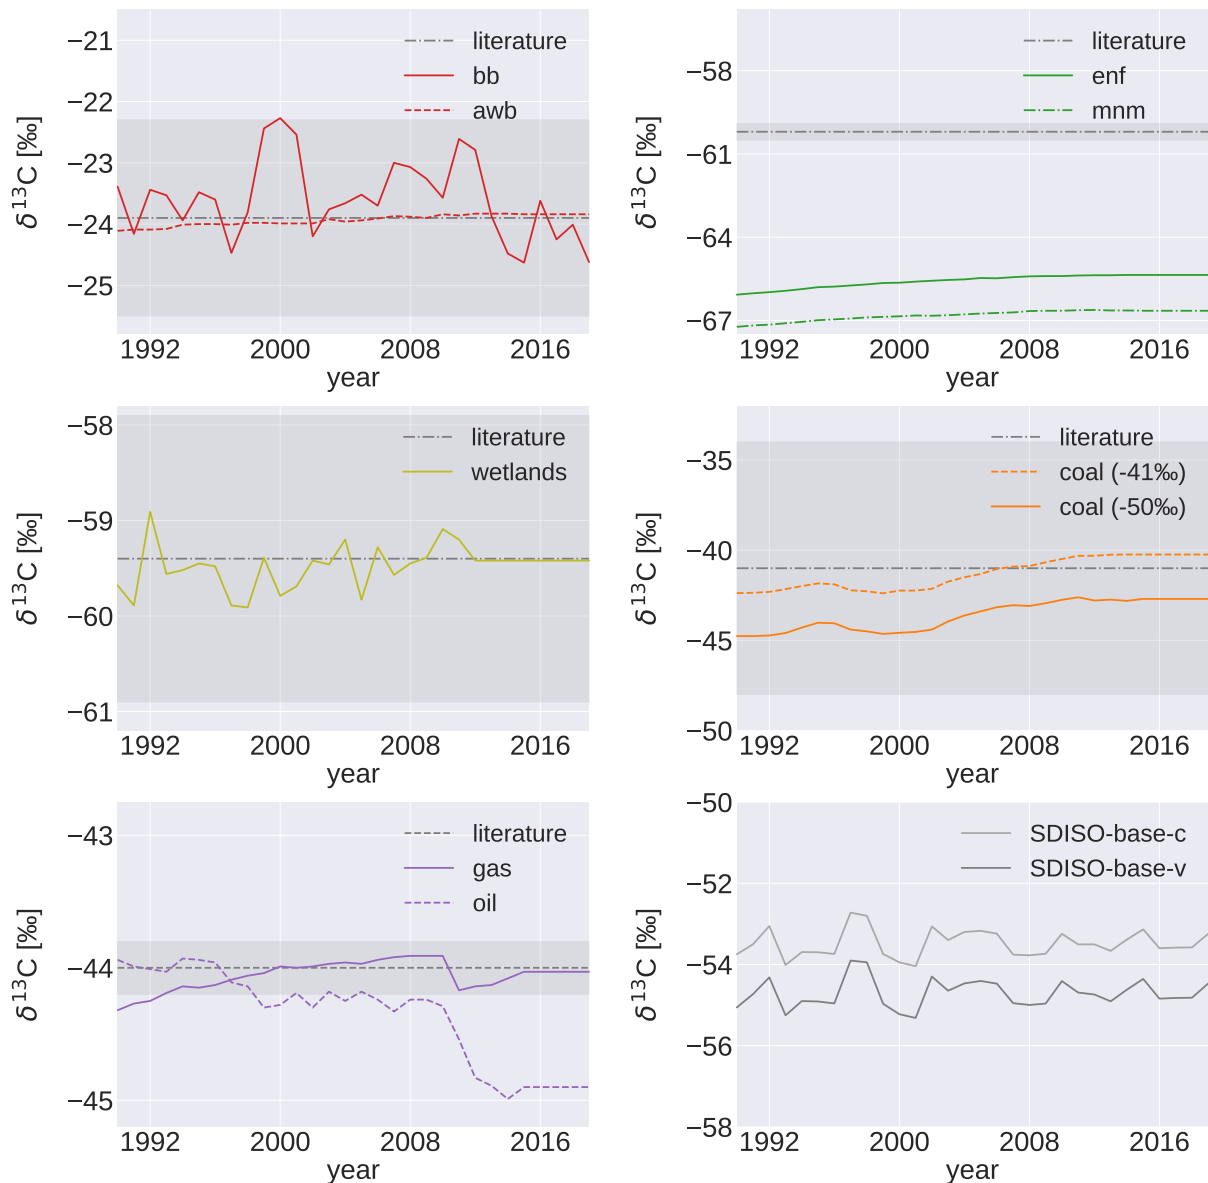 −21
−22
−23
−24
−25
δ¹³C [‰]
literature
bb
awb
1992 2000 2008 2016
year
−58
−61
−64
−67
δ¹³C [‰]
literature
enf
mnm
1992 2000 2008 2016
year
−58
−59
−60
−61
δ¹³C [‰]
literature
wetlands
1992 2000 2008 2016
year
−35
−40
−45
−50
δ¹³C [‰]
literature
coal (-41‰)
coal (-50‰)
1992 2000 2008 2016
year
−43
−44
−45
δ¹³C [‰]
literature
gas
oil
1992 2000 2008 2016
year
−50
−52
−54
−56
−58
δ¹³C [‰]
SDISO-base-c
SDISO-base-v
1992 2000 2008 2016
year